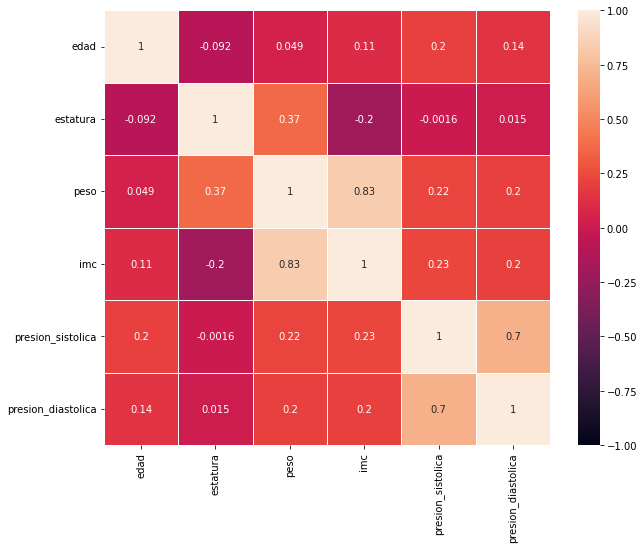 edad 1 -0.092 0.049 0.11 0.2 0.14
estatura -0.092 1 0.37 -0.2 -0.0016 0.015
peso 0.049 0.37 1 0.83 0.22 0.2
imc 0.11 -0.2 0.83 1 0.23 0.2
presion_sistolica 0.2 -0.0016 0.22 0.23 1 0.7
presion_diastolica 0.14 0.015 0.2 0.2 0.7 1
edad
estatura
peso
imc
presion_sistolica
presion_diastolica
1.00
0.75
0.50
0.25
0.00
−0.25
−0.50
−0.75
−1.00